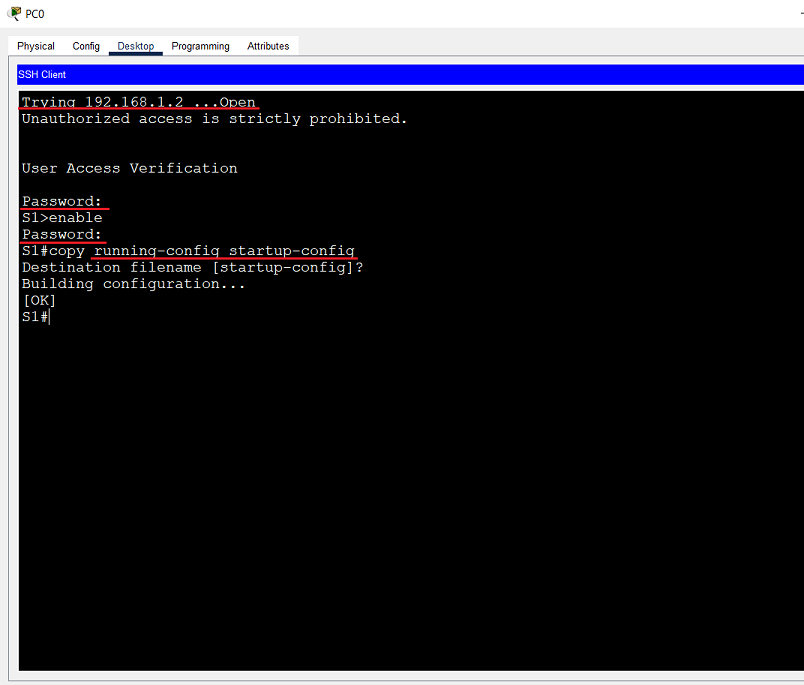 PC0
Physical Config Desktop Programming Attributes
SSH Client
Trying 192.168.1.2 ...Open
Unauthorized access is strictly prohibited.
User Access Verification
Password:
S1>enable
Password:
S1#copy running-config startup-config
Destination filename [startup-config]?
Building configuration...
[OK]
S1#